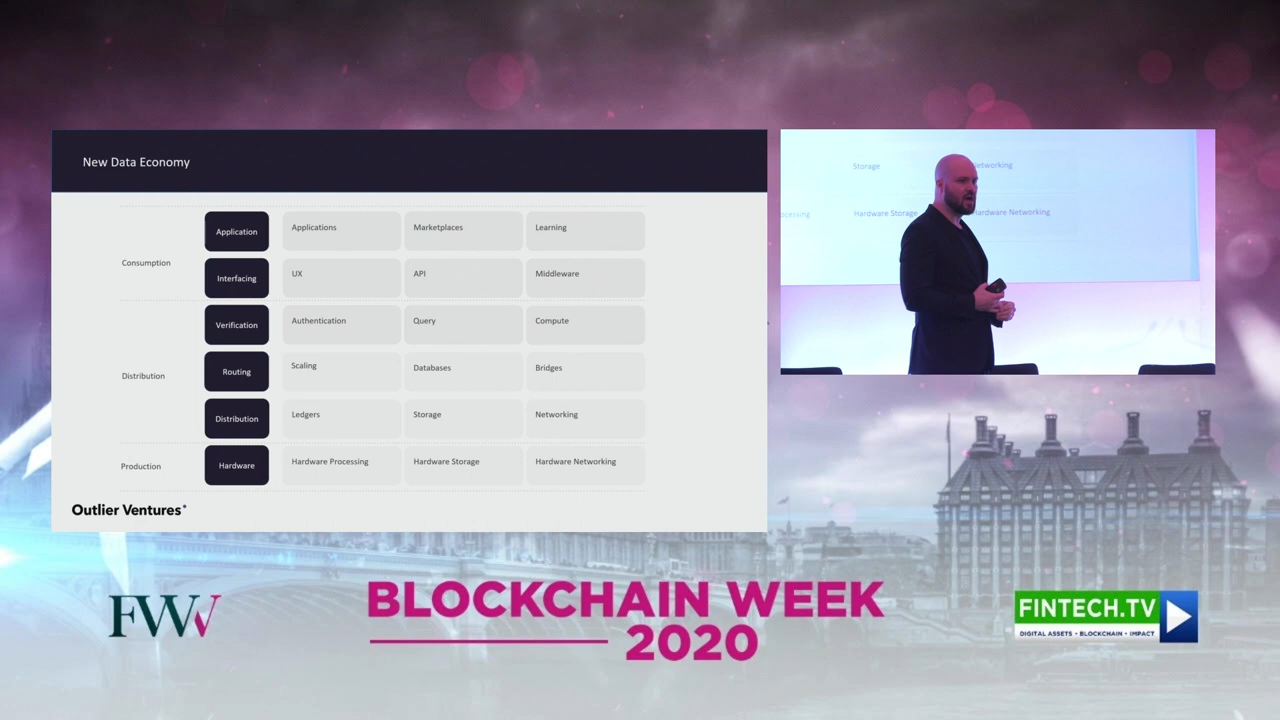 New Data Economy
Consumption
Application
Applications
Marketplaces
Learning
Interfacing
UX
API
Middleware
Distribution
Verification
Authentication
Query
Compute
Routing
Scaling
Databases
Bridges
Distribution
Ledgers
Storage
Networking
Production
Hardware
Hardware Processing
Hardware Storage
Hardware Networking
Outlier Ventures*
Storage
Hardware Storage
Hardware Networking
FWW
BLOCKCHAIN WEEK
2020
FINTECH.TV
DIGITAL ASSETS • BLOCKCHAIN • IMPACT